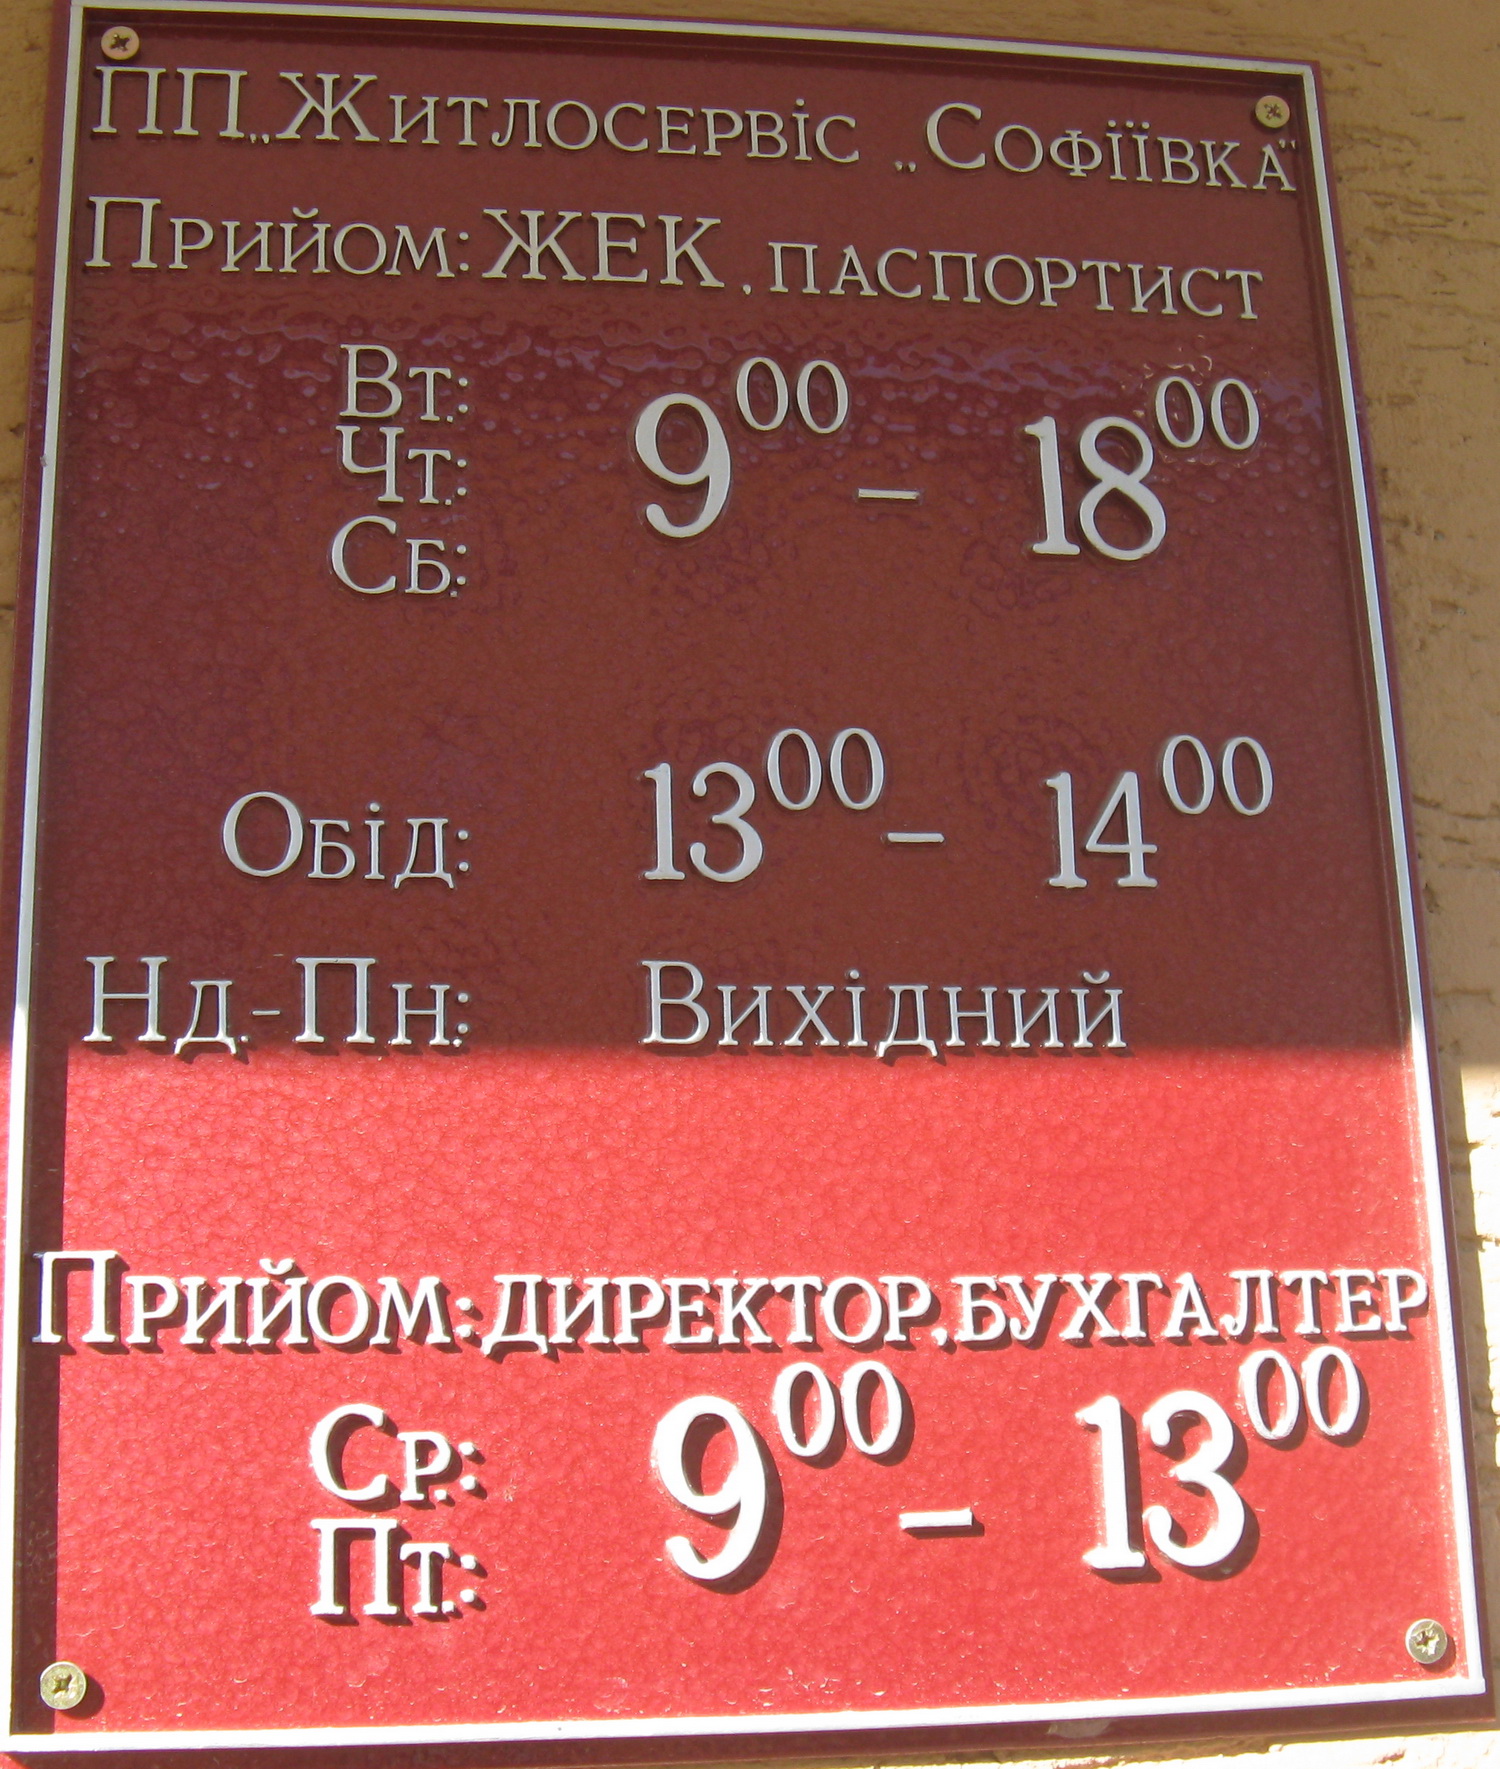 ПП „Житлосервіс „Софіївка"
Прийом: ЖЕК, паспортист
Вт.:
Чт.: 9⁰⁰ – 18⁰⁰
Сб.:
Обід: 13⁰⁰ – 14⁰⁰
Нд.-Пн.: Вихідний
Прийом: директор, бухгалтер
Ср.: 9⁰⁰ – 13⁰⁰
Пт.: